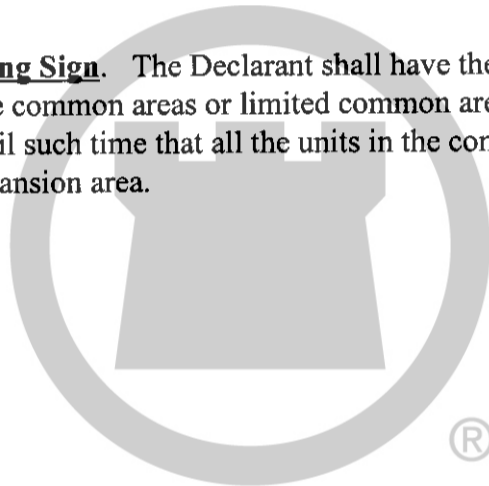 ng Sign. The Declarant shall have the
e common areas or limited common are
il such time that all the units in the con
ansion area.
®